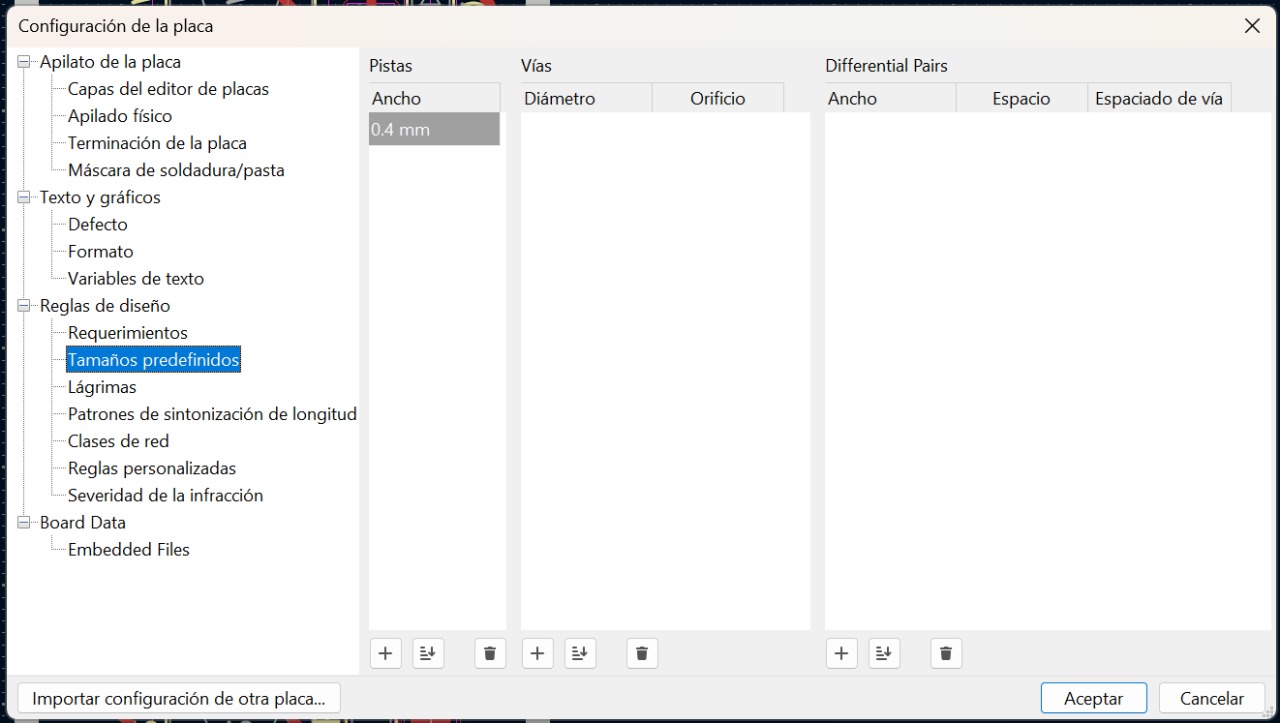 Configuración de la placa
Apilato de la placa
Capas del editor de placas
Apilado físico
Terminación de la placa
Máscara de soldadura/pasta
Texto y gráficos
Defecto
Formato
Variables de texto
Reglas de diseño
Requerimientos
Tamaños predefinidos
Lágrimas
Patrones de sintonización de longitud
Clases de red
Reglas personalizadas
Severidad de la infracción
Board Data
Embedded Files
Pistas
Ancho
0.4 mm
Vías
Diámetro Orificio
Differential Pairs
Ancho Espacio Espaciado de vía
Importar configuración de otra placa...
Aceptar Cancelar